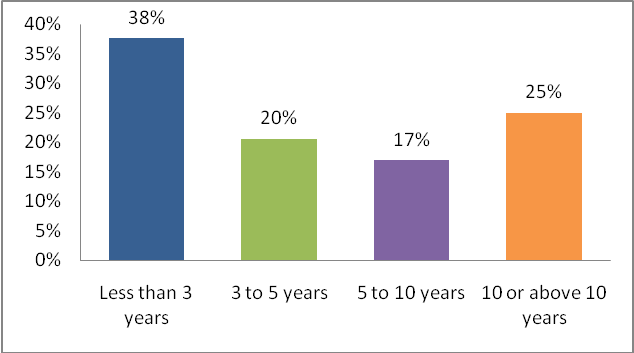 40%
35%
30%
25%
20%
15%
10%
5%
0%
38%
20%
17%
25%
Less than 3
years
3 to 5 years
5 to 10 years
10 or above 10
years